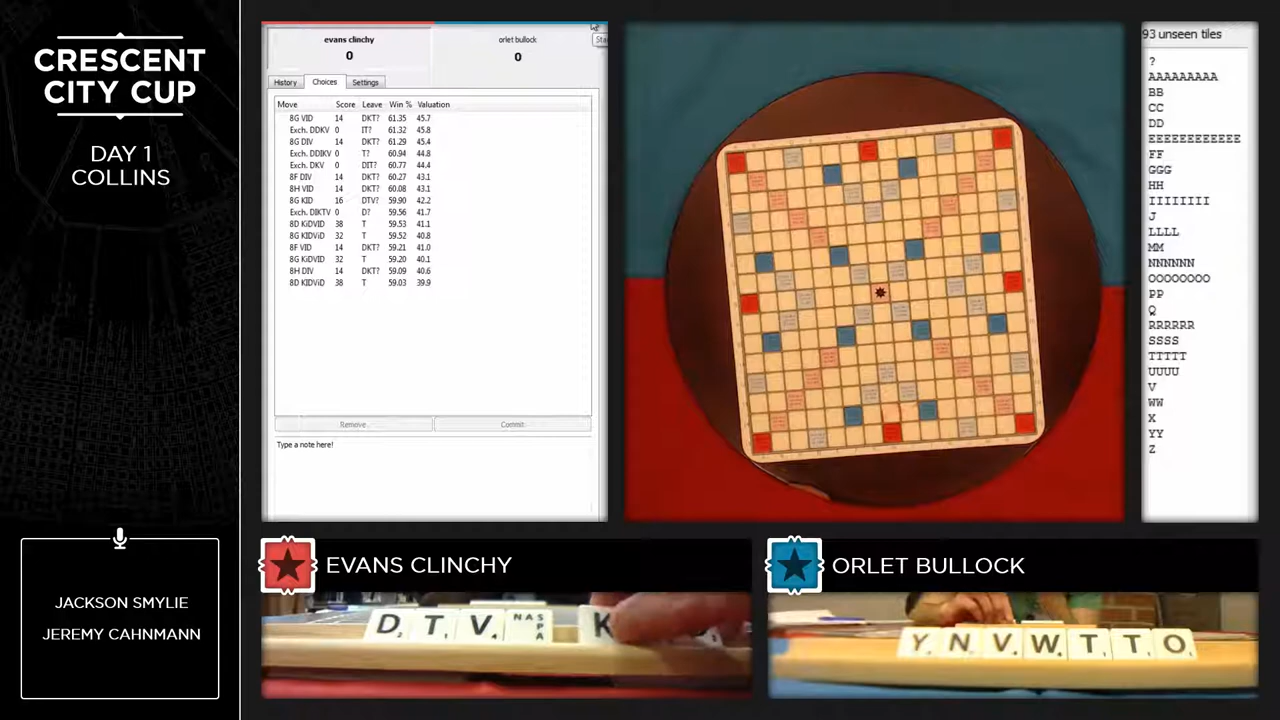 CRESCENT
CITY CUP
DAY 1
COLLINS
JACKSON SMYLIE
JEREMY CAHNMANN
evans clinchy
0
orlet bullock
0
Sta
History Choices Settings
Move Score Leave Win % Valuation
8G VID 14 DKT? 61.35 45.7
Exch. DDKV 0 IT? 61.32 45.8
8G DIV 14 DKT? 61.29 45.4
Exch. DDIKV 0 T? 60.94 44.8
Exch. DKV 0 DIT? 60.77 44.4
8F DIV 14 DKT? 60.27 43.1
8H VID 14 DKT? 60.08 43.1
8G KID 16 DTV? 59.90 42.2
Exch. DIKTV 0 D? 59.56 41.7
8D KiDVID 38 T 59.53 41.1
8G KIDViD 32 T 59.52 40.8
8F VID 14 DKT? 59.21 41.0
8G KiDVID 32 T 59.20 40.1
8H DIV 14 DKT? 59.09 40.6
8D KIDViD 38 T 59.03 39.9
Remove Commit
Type a note here!
93 unseen tiles
?
AAAAAAAAA
BB
CC
DD
EEEEEEEEEEEE
FF
GGG
HH
IIIIIIII
J
LLLL
MM
NNNNNN
OOOOOOOO
PP
Q
RRRRRR
SSSS
TTTTT
UUUU
V
WW
X
YY
Z
EVANS CLINCHY
ORLET BULLOCK
D T V NASPA K
Y N V W T T O